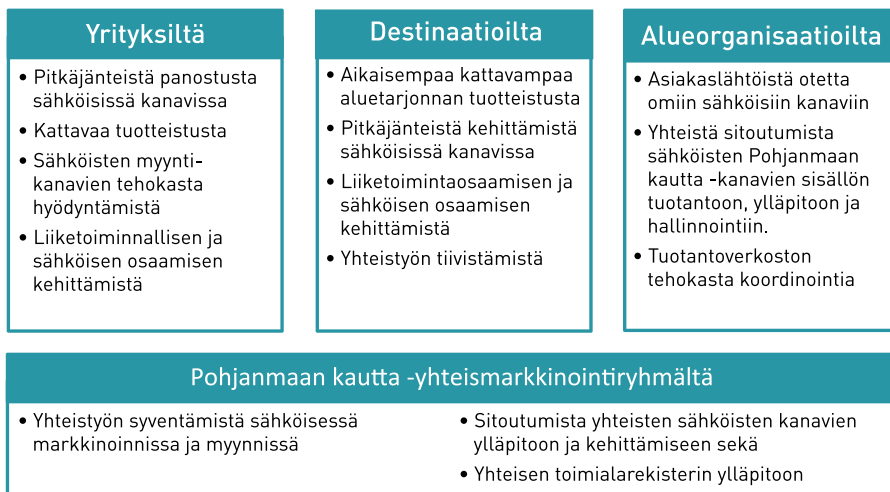 Yrityksiltä
• Pitkäjänteistä panostusta
sähköisissä kanavissa
• Kattavaa tuotteistusta
• Sähköisten myynti-
kanavien tehokasta
hyödyntämistä
• Liiketoiminnallisen ja
sähköisen osaamisen
kehittämistä
Destinaatioilta
• Aikaisempaa kattavampaa
aluetarjonnan tuotteistusta
• Pitkäjänteistä kehittämistä
sähköisissä kanavissa
• Liiketoimintaosaamisen ja
sähköisen osaamisen
kehittämistä
• Yhteistyön tiivistämistä
Alueorganisaatioilta
• Asiakaslähtöistä otetta
omiin sähköisiin kanaviin
• Yhteistä sitoutumista
sähköisten Pohjanmaan
kautta -kanavien sisällön
tuotantoon, ylläpitoon ja
hallinnointiin.
• Tuotantoverkoston
tehokasta koordinointia
Pohjanmaan kautta -yhteismarkkinointiryhmältä
• Yhteistyön syventämistä sähköisessä
markkinoinnissa ja myynnissä
• Sitoutumista yhteisten sähköisten kanavien
ylläpitoon ja kehittämiseen sekä
• Yhteisen toimialarekisterin ylläpitoon